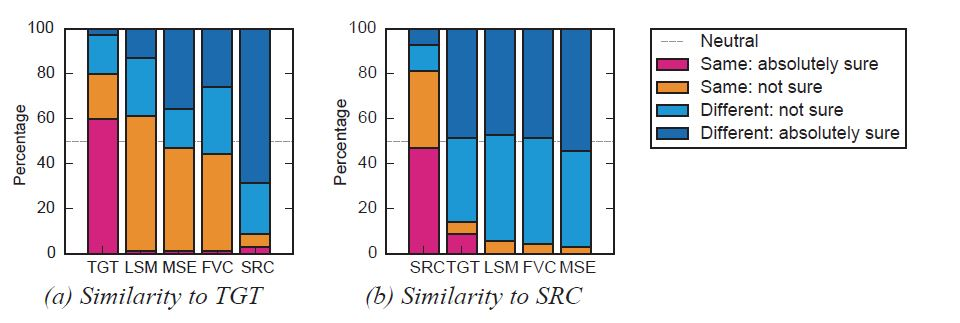 100
80
60
40
20
0
Percentage
TGT LSM MSE FVC SRC
(a) Similarity to TGT
100
80
60
40
20
0
Percentage
SRC TGT LSM FVC MSE
(b) Similarity to SRC
Neutral
Same: absolutely sure
Same: not sure
Different: not sure
Different: absolutely sure